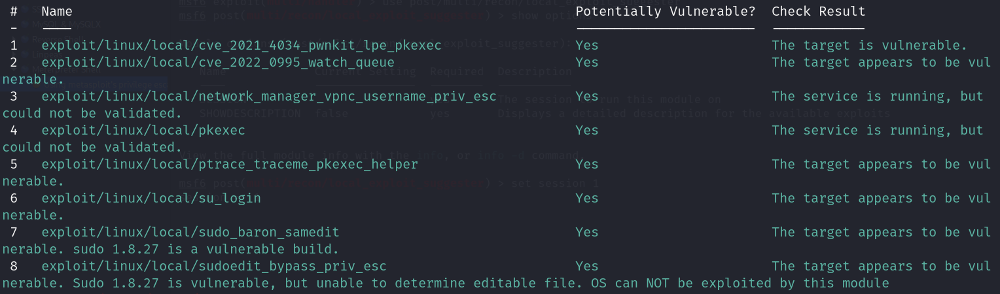 # Name Potentially Vulnerable? Check Result
- ---- ----------------------- ------------
1 exploit/linux/local/cve_2021_4034_pwnkit_lpe_pkexec Yes The target is vulnerable.
2 exploit/linux/local/cve_2022_0995_watch_queue Yes The target appears to be vul
nerable.
3 exploit/linux/local/network_manager_vpnc_username_priv_esc Yes The service is running, but
could not be validated.
4 exploit/linux/local/pkexec Yes The service is running, but
could not be validated.
5 exploit/linux/local/ptrace_traceme_pkexec_helper Yes The target appears to be vul
nerable.
6 exploit/linux/local/su_login Yes The target appears to be vul
nerable.
7 exploit/linux/local/sudo_baron_samedit Yes The target appears to be vul
nerable. sudo 1.8.27 is a vulnerable build.
8 exploit/linux/local/sudoedit_bypass_priv_esc Yes The target appears to be vul
nerable. Sudo 1.8.27 is vulnerable, but unable to determine editable file. OS can NOT be exploited by this module